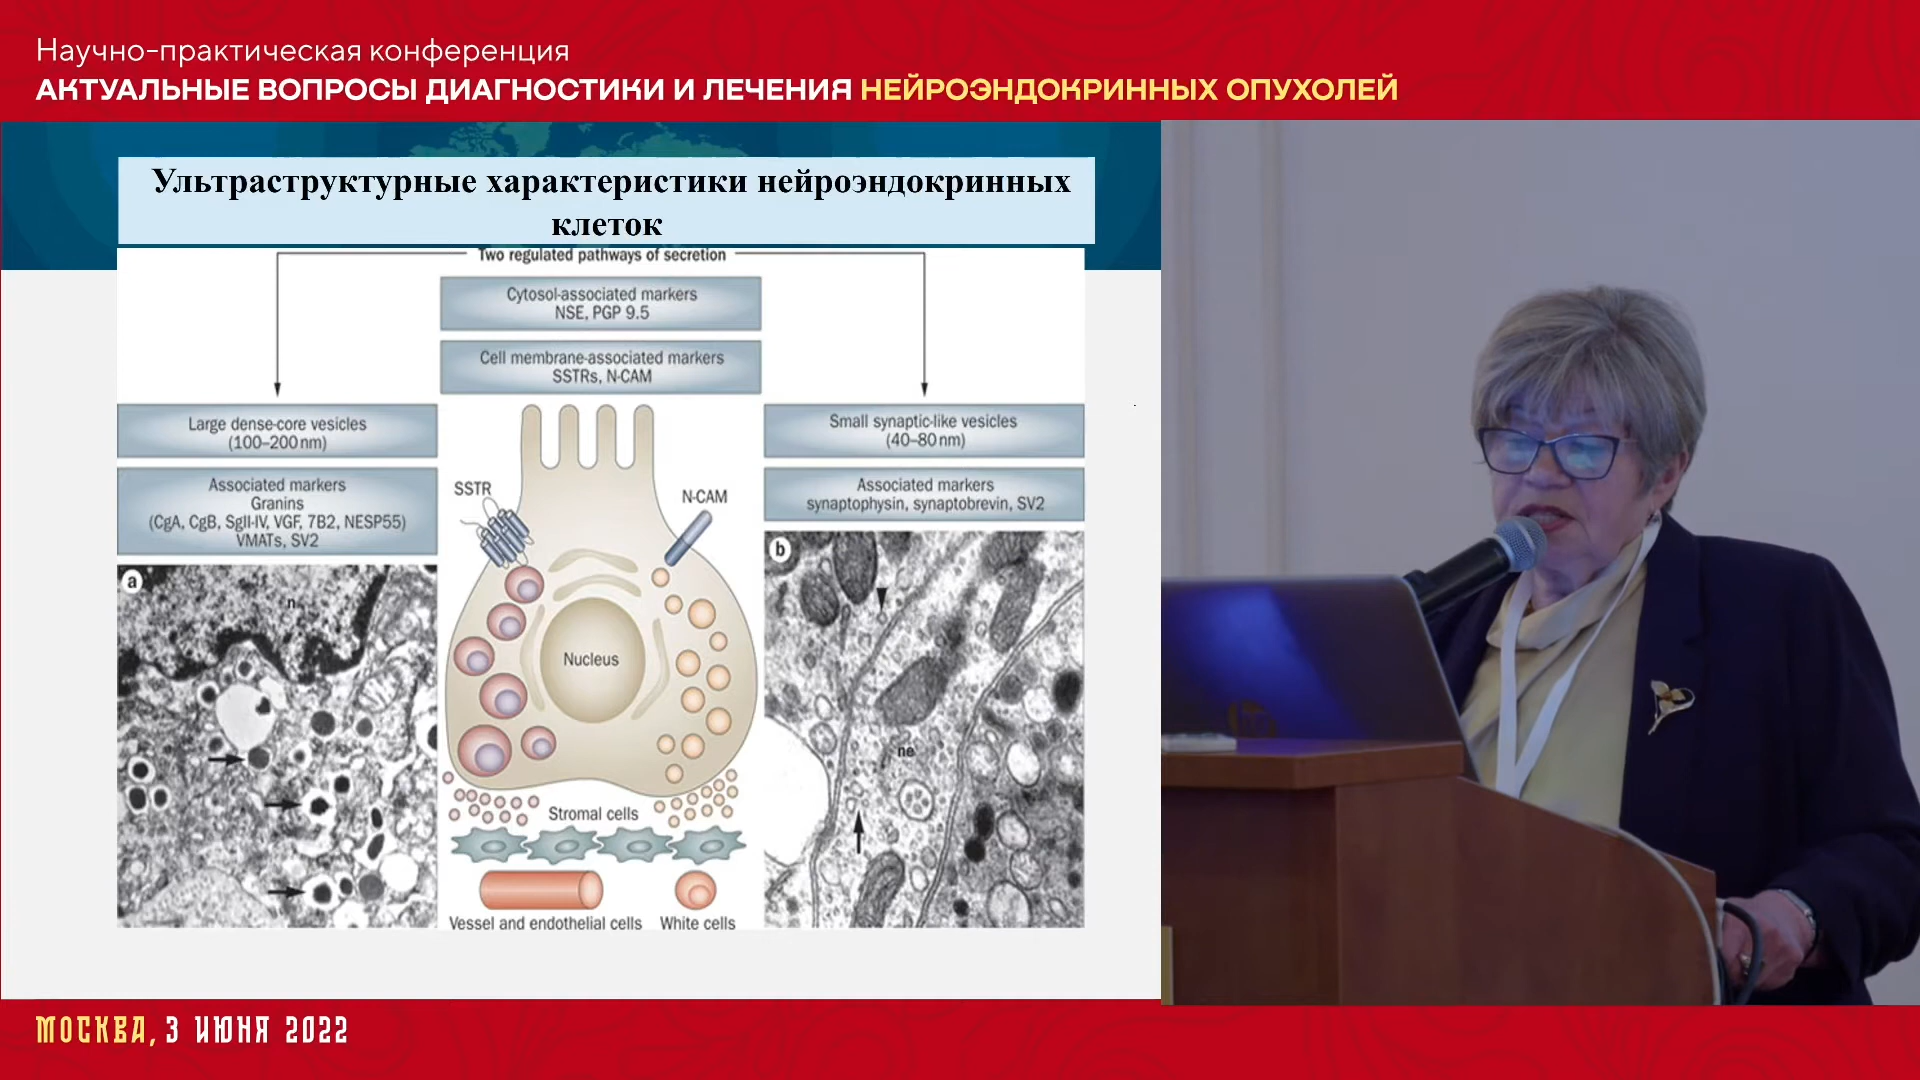 Научно-практическая конференция
АКТУАЛЬНЫЕ ВОПРОСЫ ДИАГНОСТИКИ И ЛЕЧЕНИЯ НЕЙРОЭНДОКРИННЫХ ОПУХОЛЕЙ
Ультраструктурные характеристики нейроэндокринных
клеток
Two regulated pathways of secretion
Cytosol-associated markers
NSE, PGP 9.5
Cell membrane-associated markers
SSTRs, N-CAM
Large dense-core vesicles
(100–200 nm)
Associated markers
Granins
(CgA, CgB, SgII-IV, VGF, 7B2, NESP55)
VMATs, SV2
Small synaptic-like vesicles
(40–80 nm)
Associated markers
synaptophysin, synaptobrevin, SV2
a
n
SSTR
N-CAM
Nucleus
Stromal cells
Vessel and endothelial cells
White cells
b
ne
МОСКВА, 3 ИЮНЯ 2022